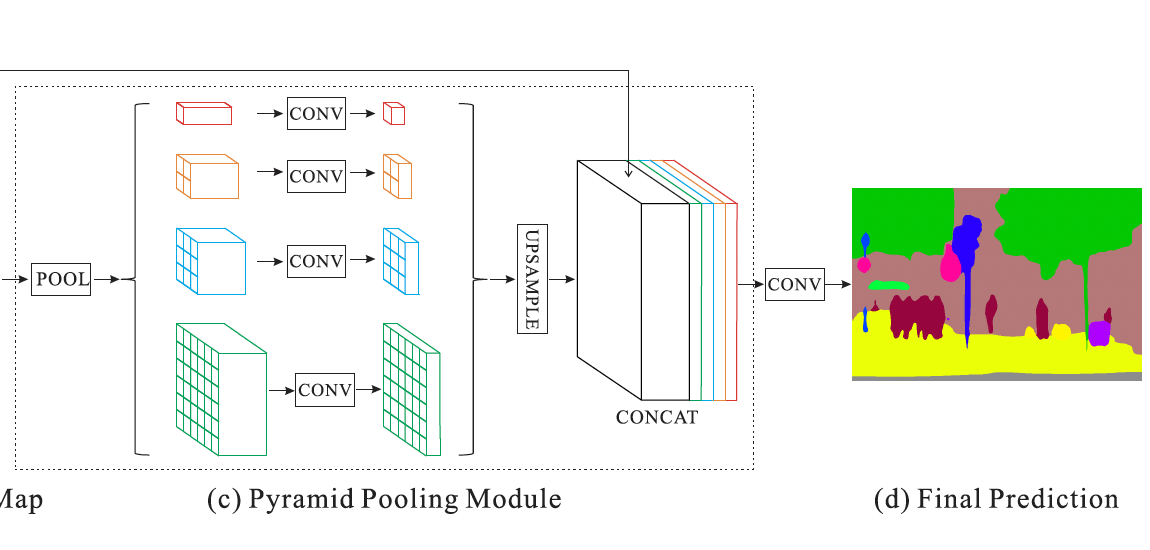 CONV
CONV
POOL
CONV
UPSAMPLE
CONV
CONV
CONCAT
Map
(c) Pyramid Pooling Module
(d) Final Prediction